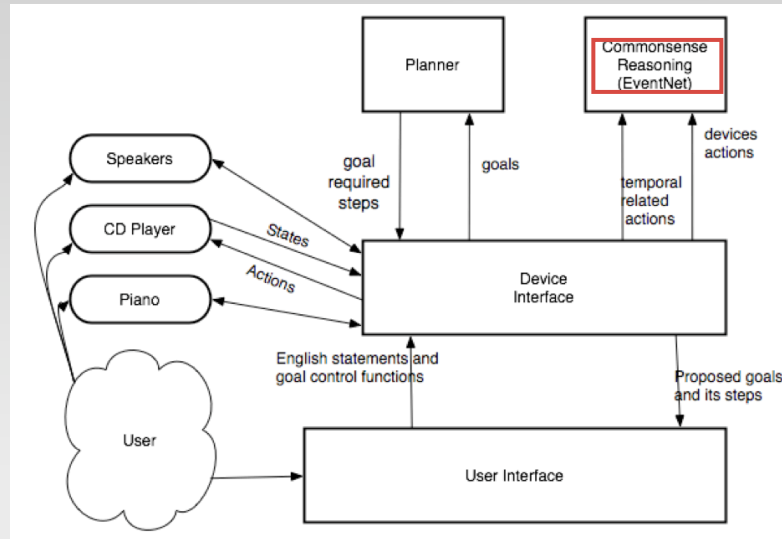 Planner
Commonsense
Reasoning
(EventNet)
Speakers
CD Player
Piano
States
Actions
goal
required
steps
goals
temporal
related
actions
devices
actions
Device
Interface
English statements and
goal control functions
Proposed goals
and its steps
User
User Interface